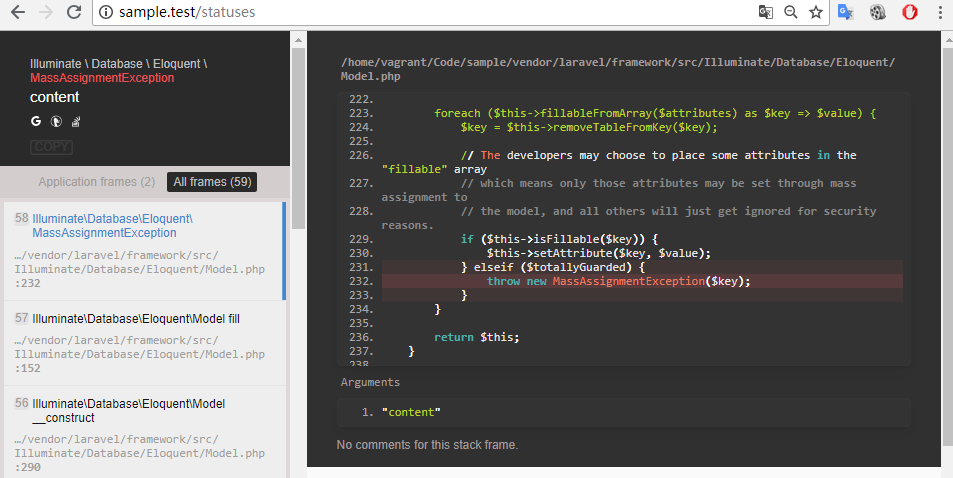 sample.test/statuses
Illuminate \ Database \ Eloquent \
MassAssignmentException
content
COPY
Application frames (2) All frames (59)
58 Illuminate\Database\Eloquent\
MassAssignmentException
…/vendor/laravel/framework/src/
Illuminate/Database/Eloquent/Model.php
:232
57 Illuminate\Database\Eloquent\Model fill
…/vendor/laravel/framework/src/
Illuminate/Database/Eloquent/Model.php
:152
56 Illuminate\Database\Eloquent\Model
__construct
…/vendor/laravel/framework/src/
Illuminate/Database/Eloquent/Model.php
:290
/home/vagrant/Code/sample/vendor/laravel/framework/src/Illuminate/Database/Eloquent/
Model.php
222.
223. foreach ($this->fillableFromArray($attributes) as $key => $value) {
224. $key = $this->removeTableFromKey($key);
225.
226. // The developers may choose to place some attributes in the
"fillable" array
227. // which means only those attributes may be set through mass
assignment to
228. // the model, and all others will just get ignored for security
reasons.
229. if ($this->isFillable($key)) {
230. $this->setAttribute($key, $value);
231. } elseif ($totallyGuarded) {
232. throw new MassAssignmentException($key);
233. }
234. }
235.
236. return $this;
237. }
238
Arguments
1. "content"
No comments for this stack frame.